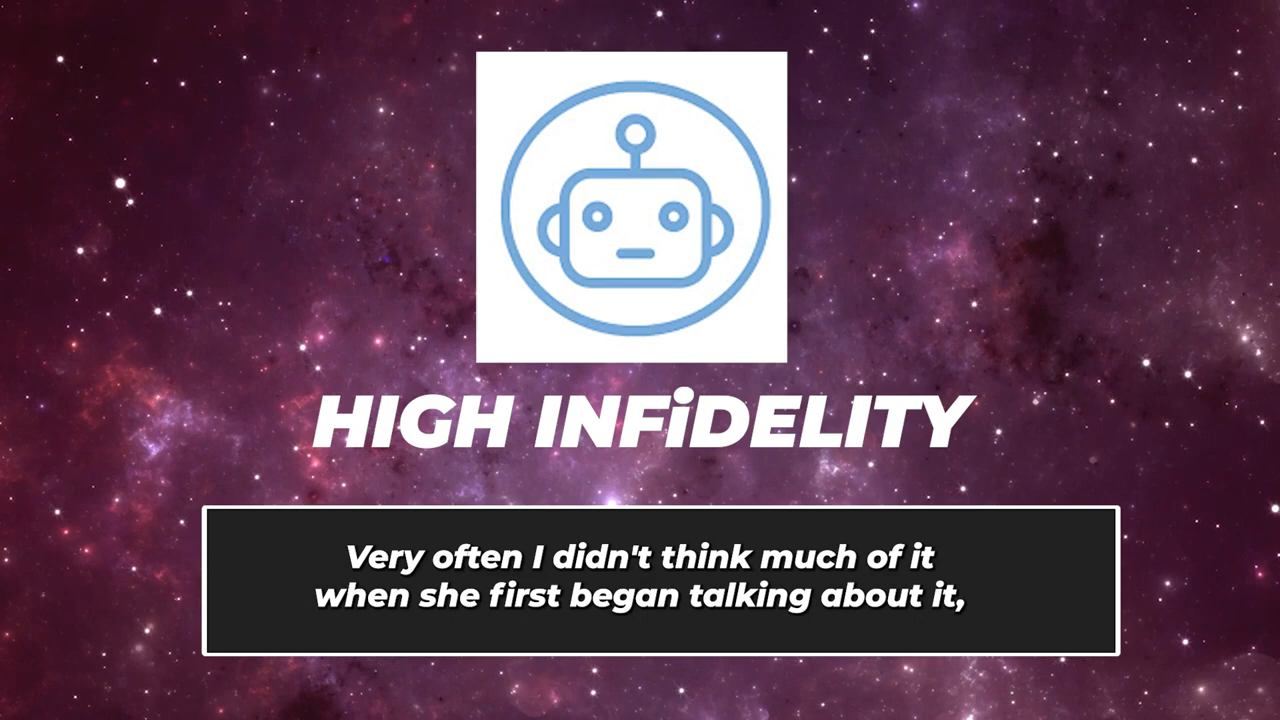 HIGH INFiDELITY
Very often I didn't think much of it
when she first began talking about it,